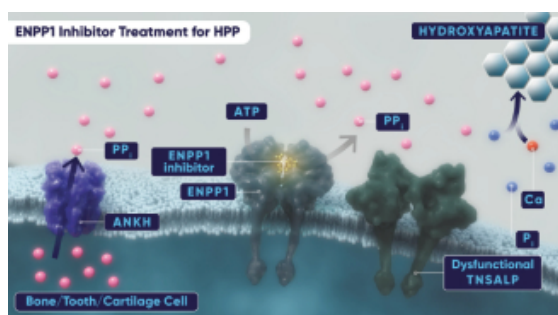 ENPP1 Inhibitor Treatment for HPP
HYDROXYAPATITE
ATP
PPi
PPi
ENPP1
inhibitor
ENPP1
ANKH
Ca
Pi
Dysfunctional
TNSALP
Bone/Tooth/Cartilage Cell